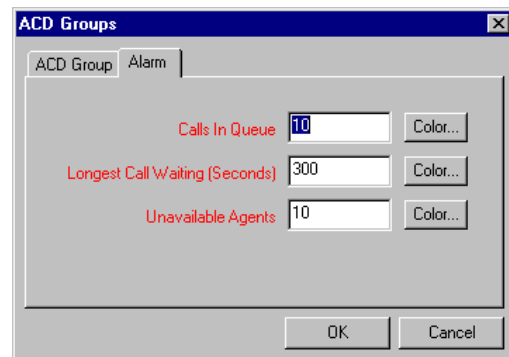 ACD Groups
ACD Group Alarm
Calls In Queue 10 Color...
Longest Call Waiting (Seconds) 300 Color...
Unavailable Agents 10 Color...
OK Cancel